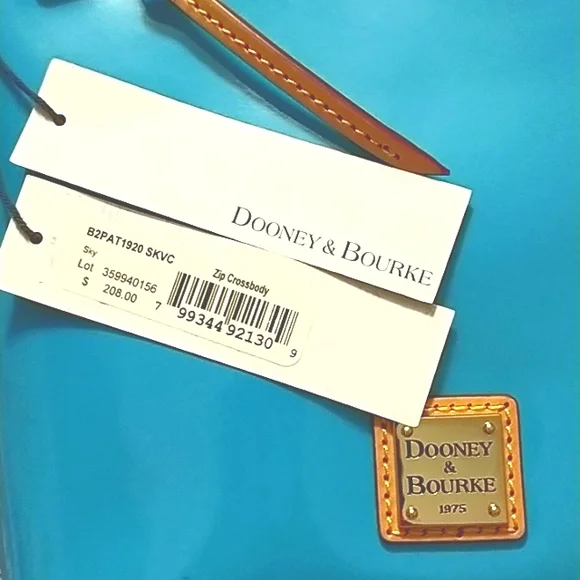 DOONEY & BOURKE
B2PAT1920 SKVC
Sky
Lot 359940156
$ 208.00
Zip Crossbody
7 99344 92130 9
DOONEY
&
BOURKE
1975